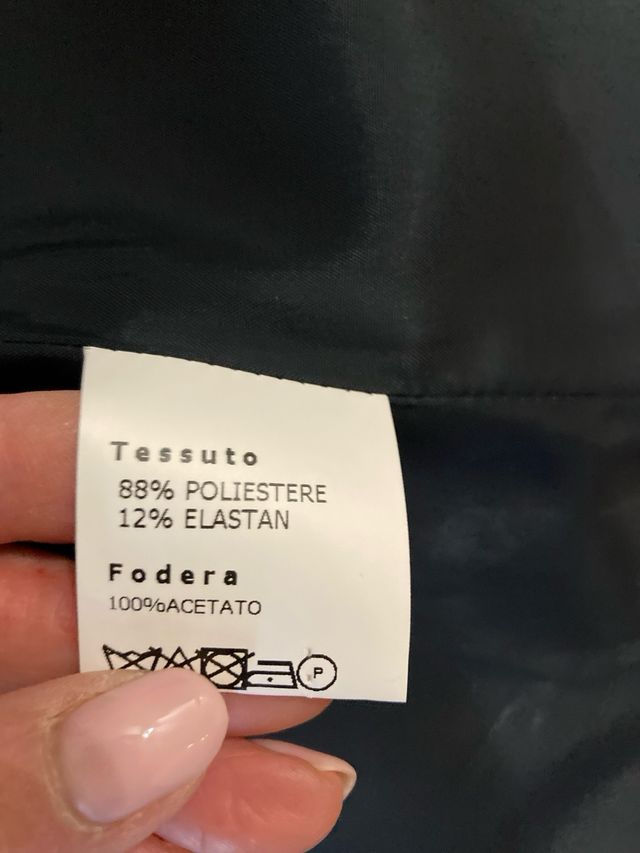 Tessuto
88% POLIESTERE
12% ELASTAN
Fodera
100%ACETATO
P